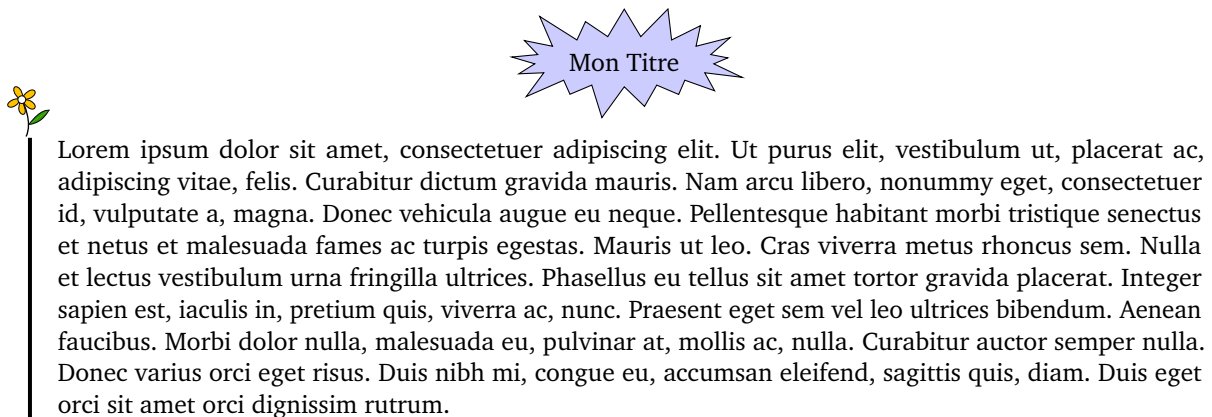 Mon Titre
Lorem ipsum dolor sit amet, consectetuer adipiscing elit. Ut purus elit, vestibulum ut, placerat ac,
adipiscing vitae, felis. Curabitur dictum gravida mauris. Nam arcu libero, nonummy eget, consectetuer
id, vulputate a, magna. Donec vehicula augue eu neque. Pellentesque habitant morbi tristique senectus
et netus et malesuada fames ac turpis egestas. Mauris ut leo. Cras viverra metus rhoncus sem. Nulla
et lectus vestibulum urna fringilla ultrices. Phasellus eu tellus sit amet tortor gravida placerat. Integer
sapien est, iaculis in, pretium quis, viverra ac, nunc. Praesent eget sem vel leo ultrices bibendum. Aenean
faucibus. Morbi dolor nulla, malesuada eu, pulvinar at, mollis ac, nulla. Curabitur auctor semper nulla.
Donec varius orci eget risus. Duis nibh mi, congue eu, accumsan eleifend, sagittis quis, diam. Duis eget
orci sit amet orci dignissim rutrum.